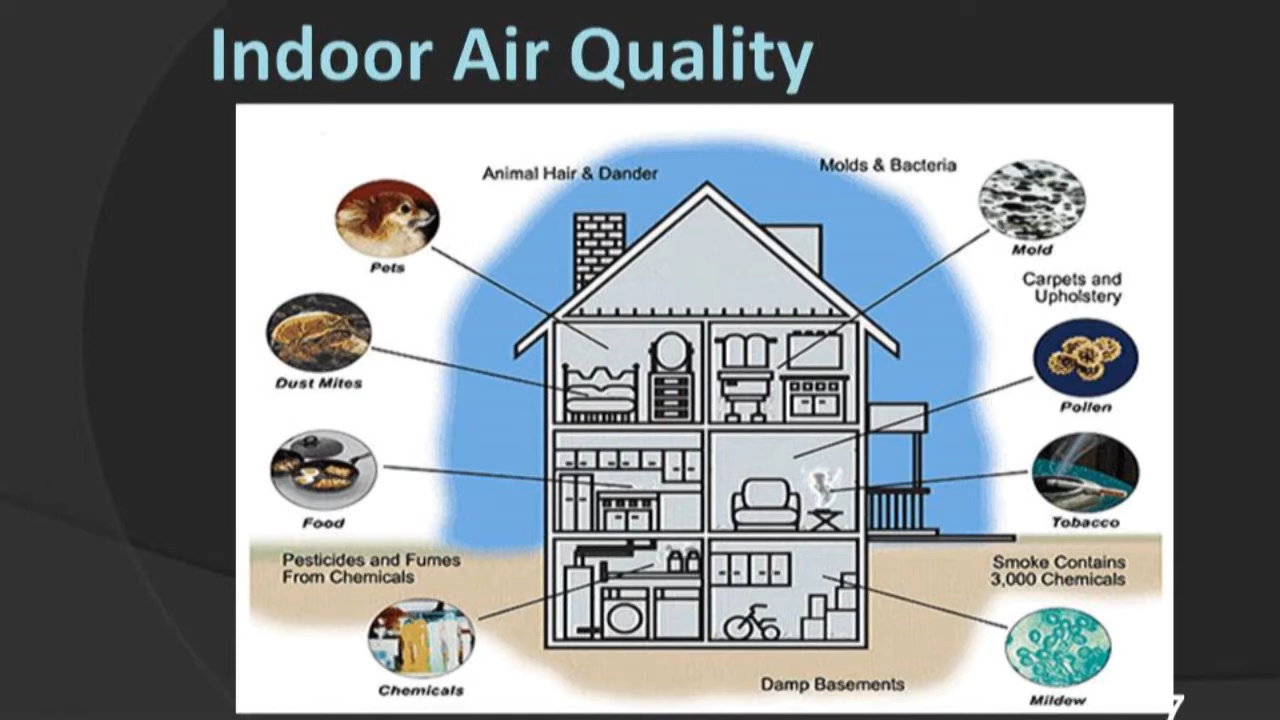 Indoor Air Quality
Animal Hair & Dander
Molds & Bacteria
Pets
Mold
Carpets and
Upholstery
Dust Mites
Pollen
Food
Tobacco
Pesticides and Fumes
From Chemicals
Smoke Contains
3,000 Chemicals
Chemicals
Damp Basements
Mildew
7